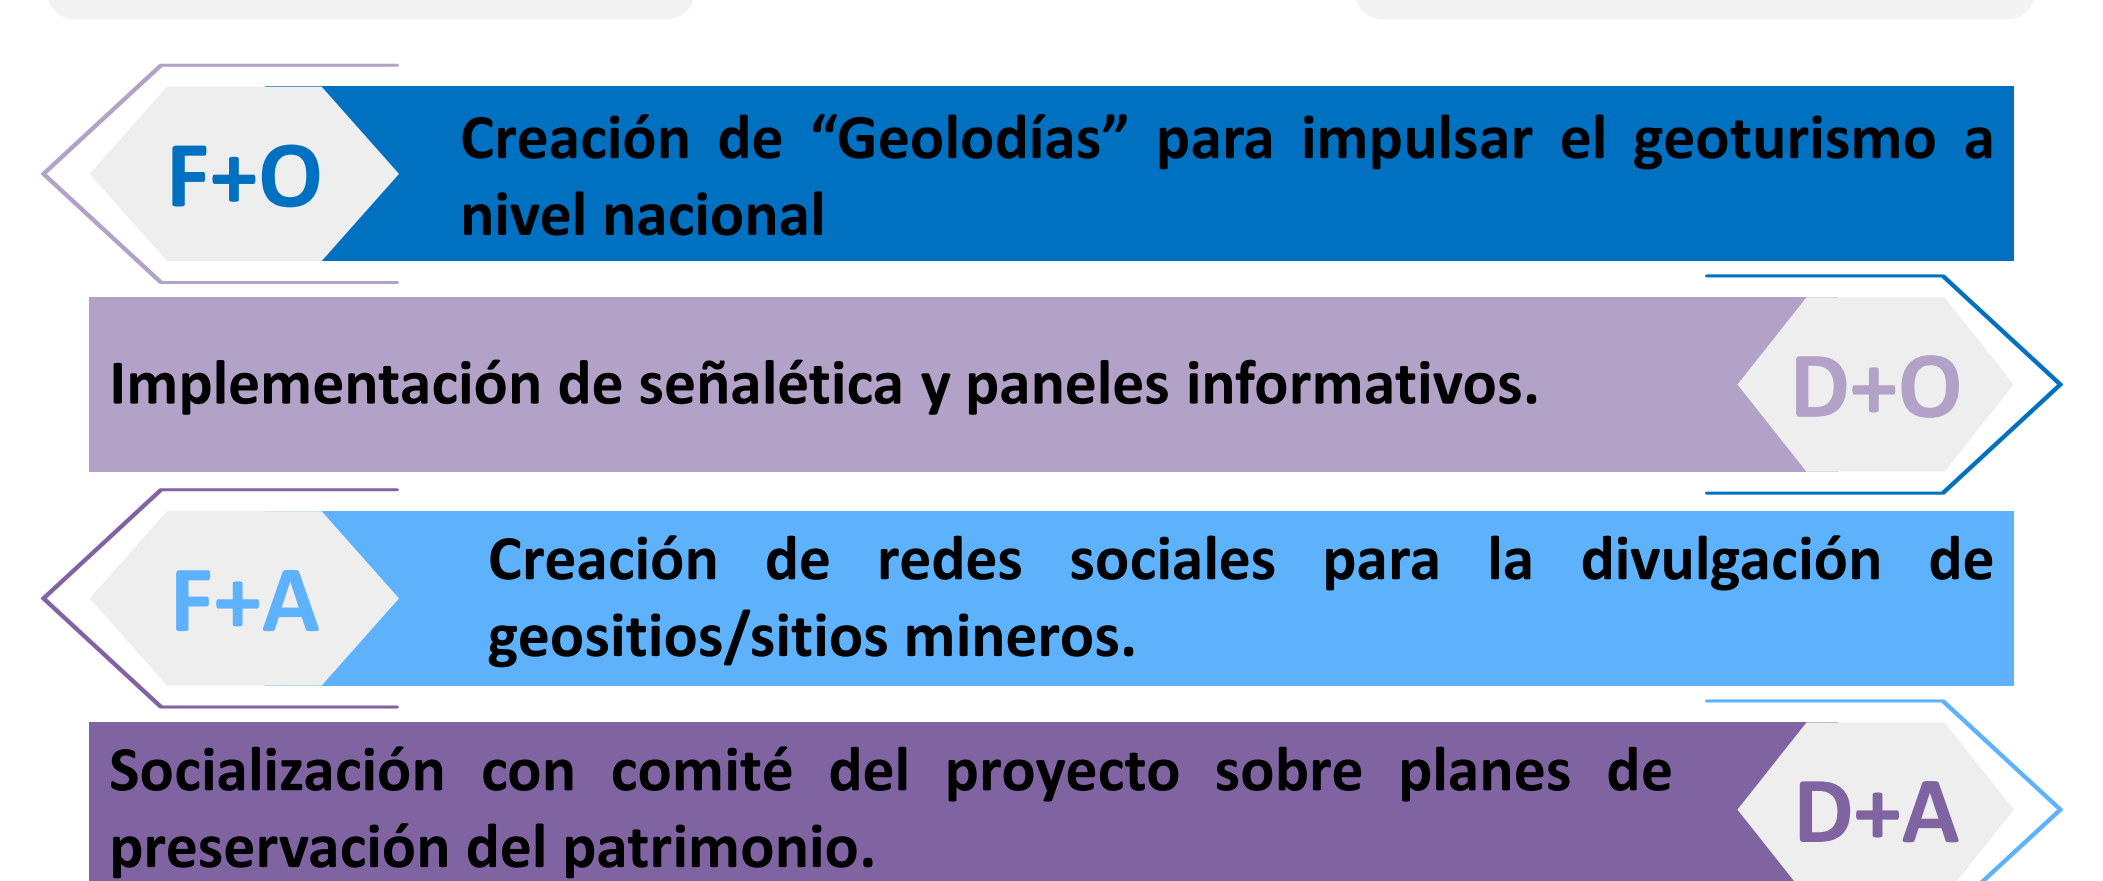 F+O
Creación de “Geolodías” para impulsar el geoturismo a
nivel nacional
Implementación de señalética y paneles informativos.
D+O
F+A
Creación de redes sociales para la divulgación de
geositios/sitios mineros.
Socialización con comité del proyecto sobre planes de
preservación del patrimonio.
D+A